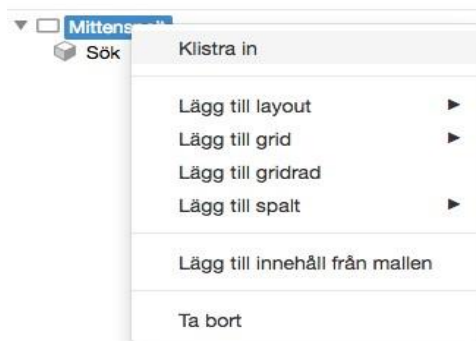 Mittenspalt
Sök
Klistra in
Lägg till layout
Lägg till grid
Lägg till gridrad
Lägg till spalt
Lägg till innehåll från mallen
Ta bort